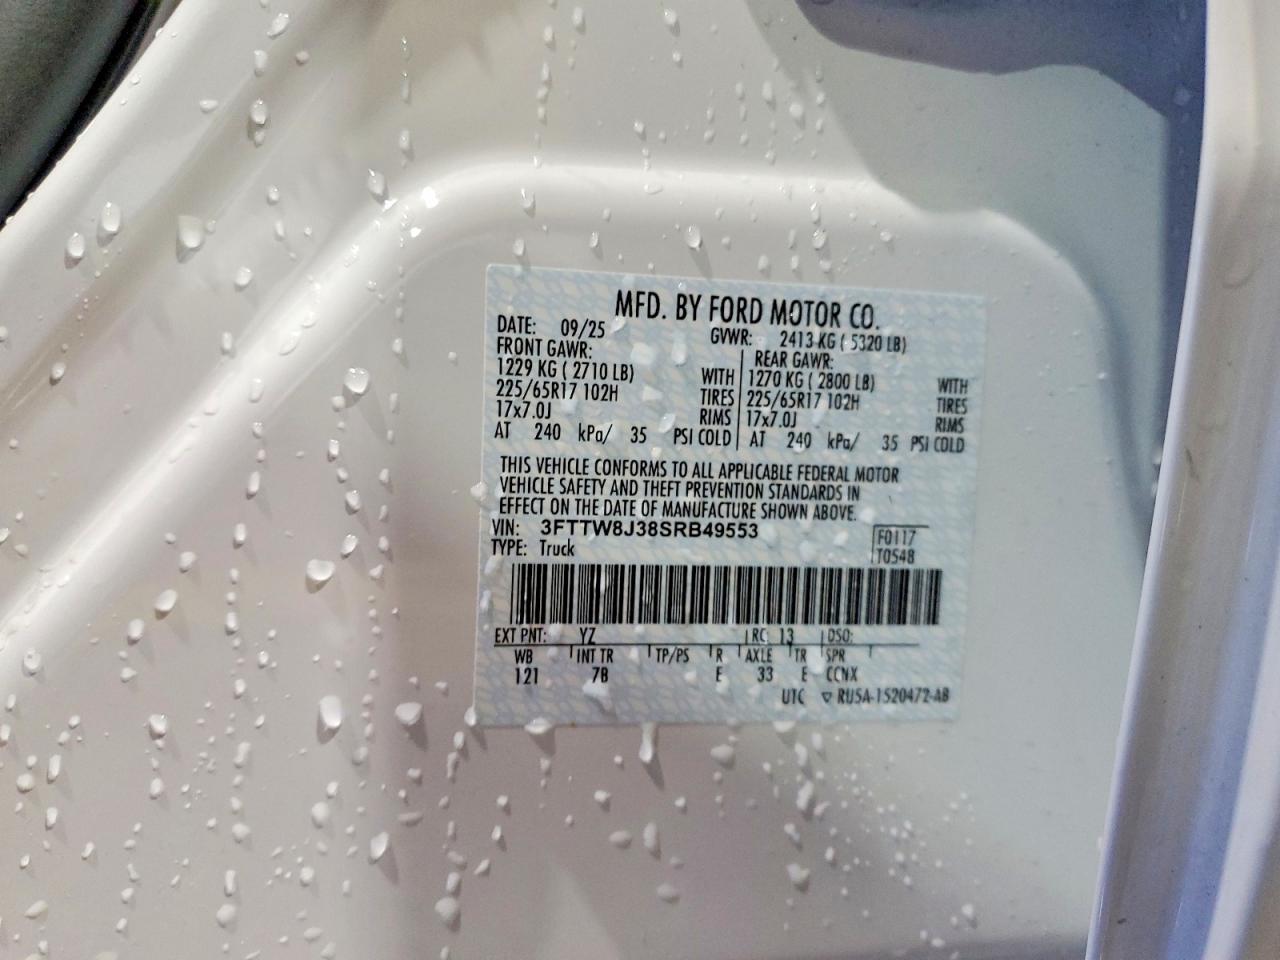 MFD. BY FORD MOTOR CO.
DATE: 09/25 GVWR: 2413 KG ( 5320 LB)
FRONT GAWR: REAR GAWR:
1229 KG ( 2710 LB) WITH 1270 KG ( 2800 LB) WITH
225/65R17 102H TIRES 225/65R17 102H TIRES
17x7.0J RIMS 17x7.0J RIMS
AT 240 kPa/ 35 PSI COLD AT 240 kPa/ 35 PSI COLD
THIS VEHICLE CONFORMS TO ALL APPLICABLE FEDERAL MOTOR
VEHICLE SAFETY AND THEFT PREVENTION STANDARDS IN
EFFECT ON THE DATE OF MANUFACTURE SHOWN ABOVE.
VIN: 3FTTW8J38SRB49553 F0117
TYPE: Truck T0548
EXT PNT: YZ RC: 13 DSO:
WB INT TR TP/PS R AXLE TR SPR
121 7B E 33 E CCNX
UTC ▽ RU5A-1520472-AB